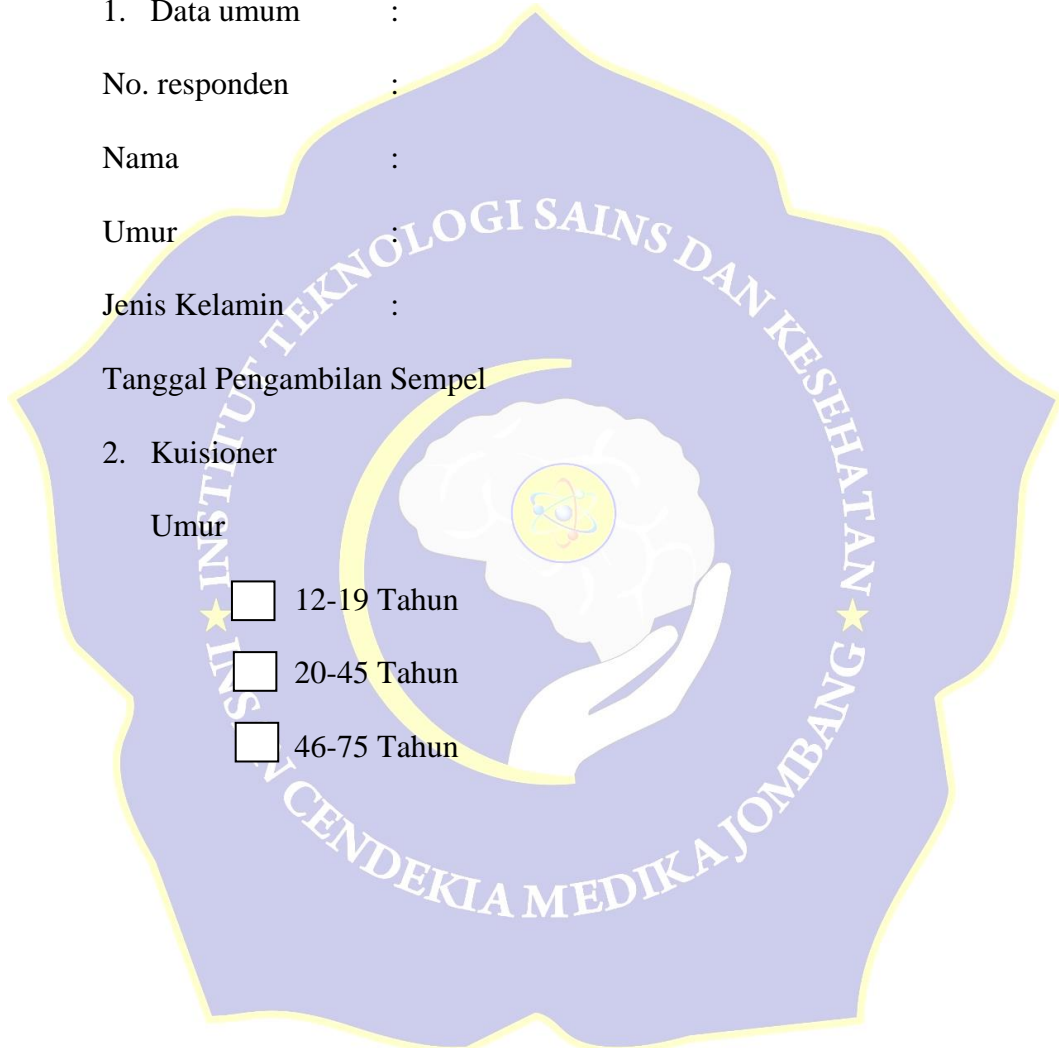 1. Data umum :
No. responden :
Nama :
Umur :
Jenis Kelamin :
Tanggal Pengambilan Sempel
2. Kuisioner
Umur
12-19 Tahun
20-45 Tahun
46-75 Tahun
INSTITUT TEKNOLOGI SAINS DAN KESEHATAN
CENDEKIA MEDIKA JOMBANG